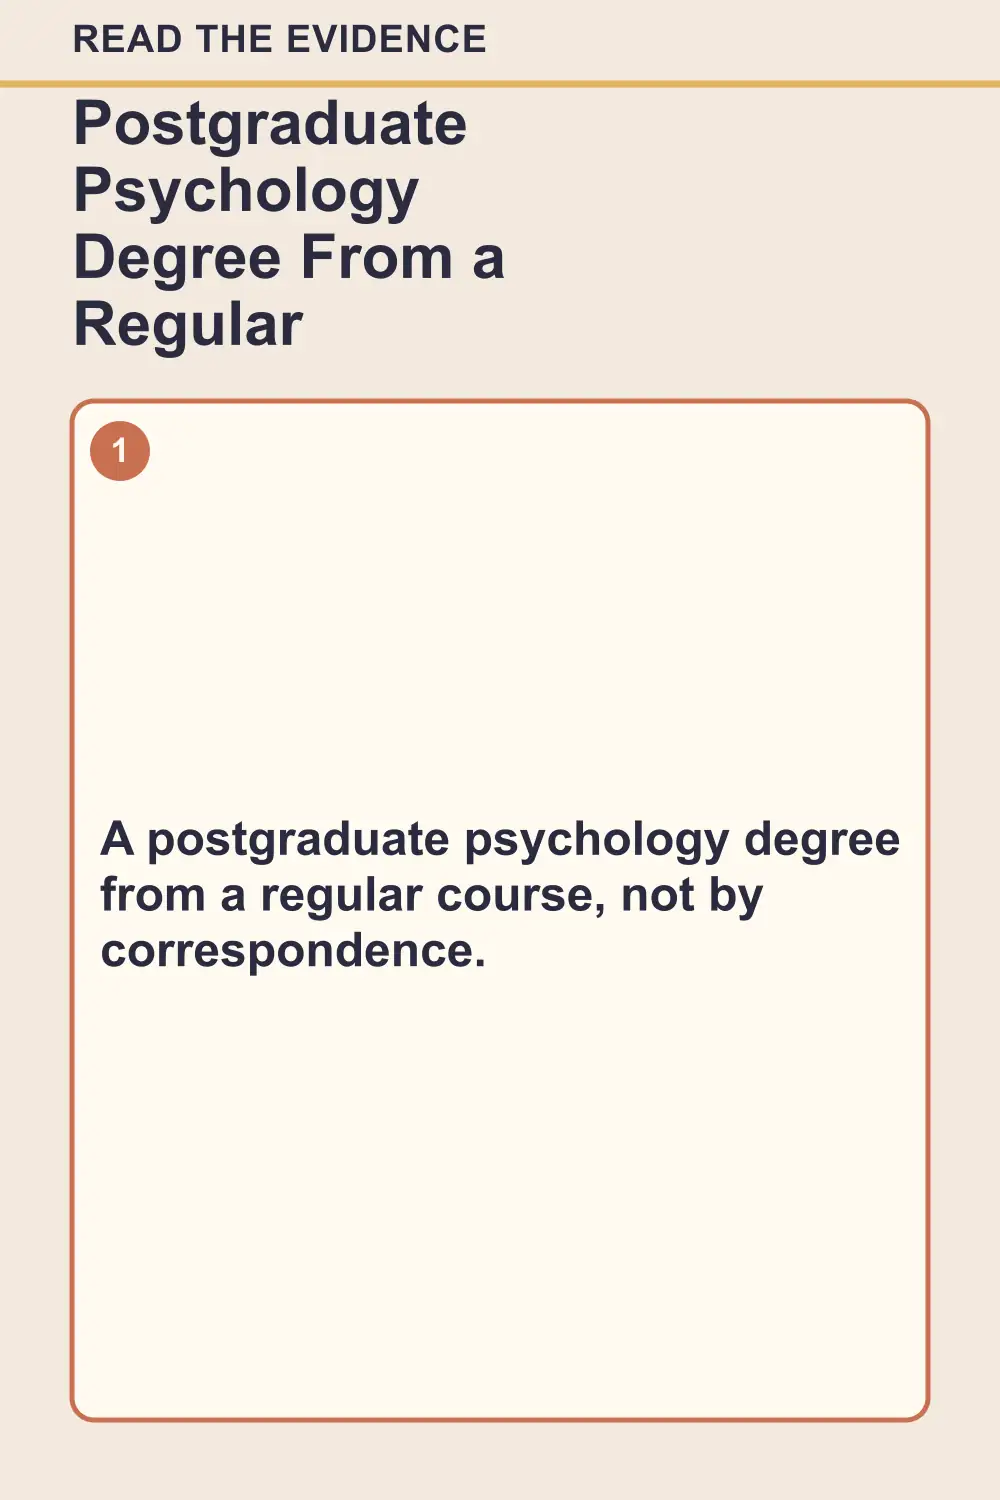 READ THE EVIDENCE
Postgraduate
Psychology
Degree From a
Regular
1
A postgraduate psychology degree
from a regular course, not by
correspondence.